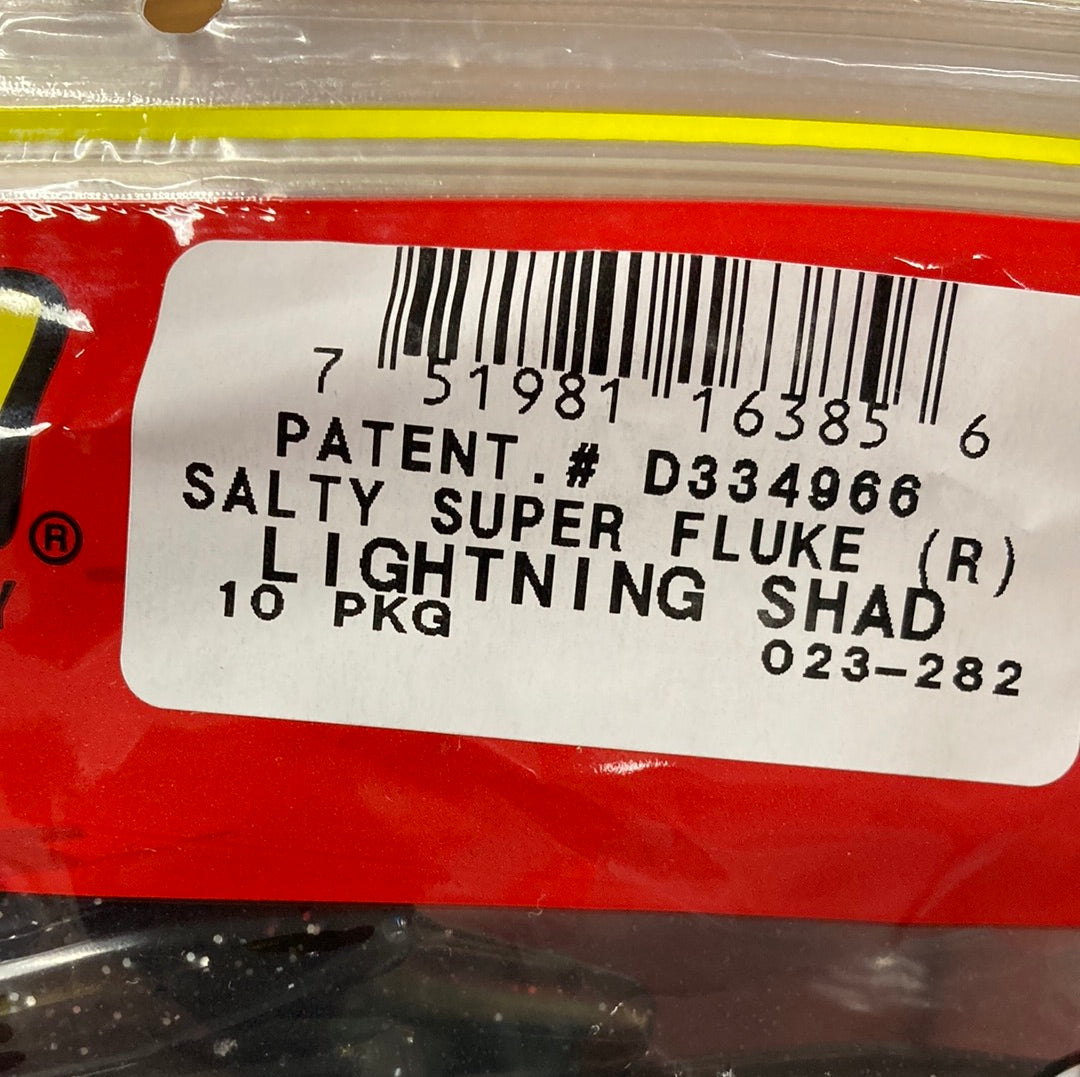 7 51981 16385 6
PATENT.# D334966
SALTY SUPER FLUKE (R)
LIGHTNING SHAD
10 PKG
023-282
®